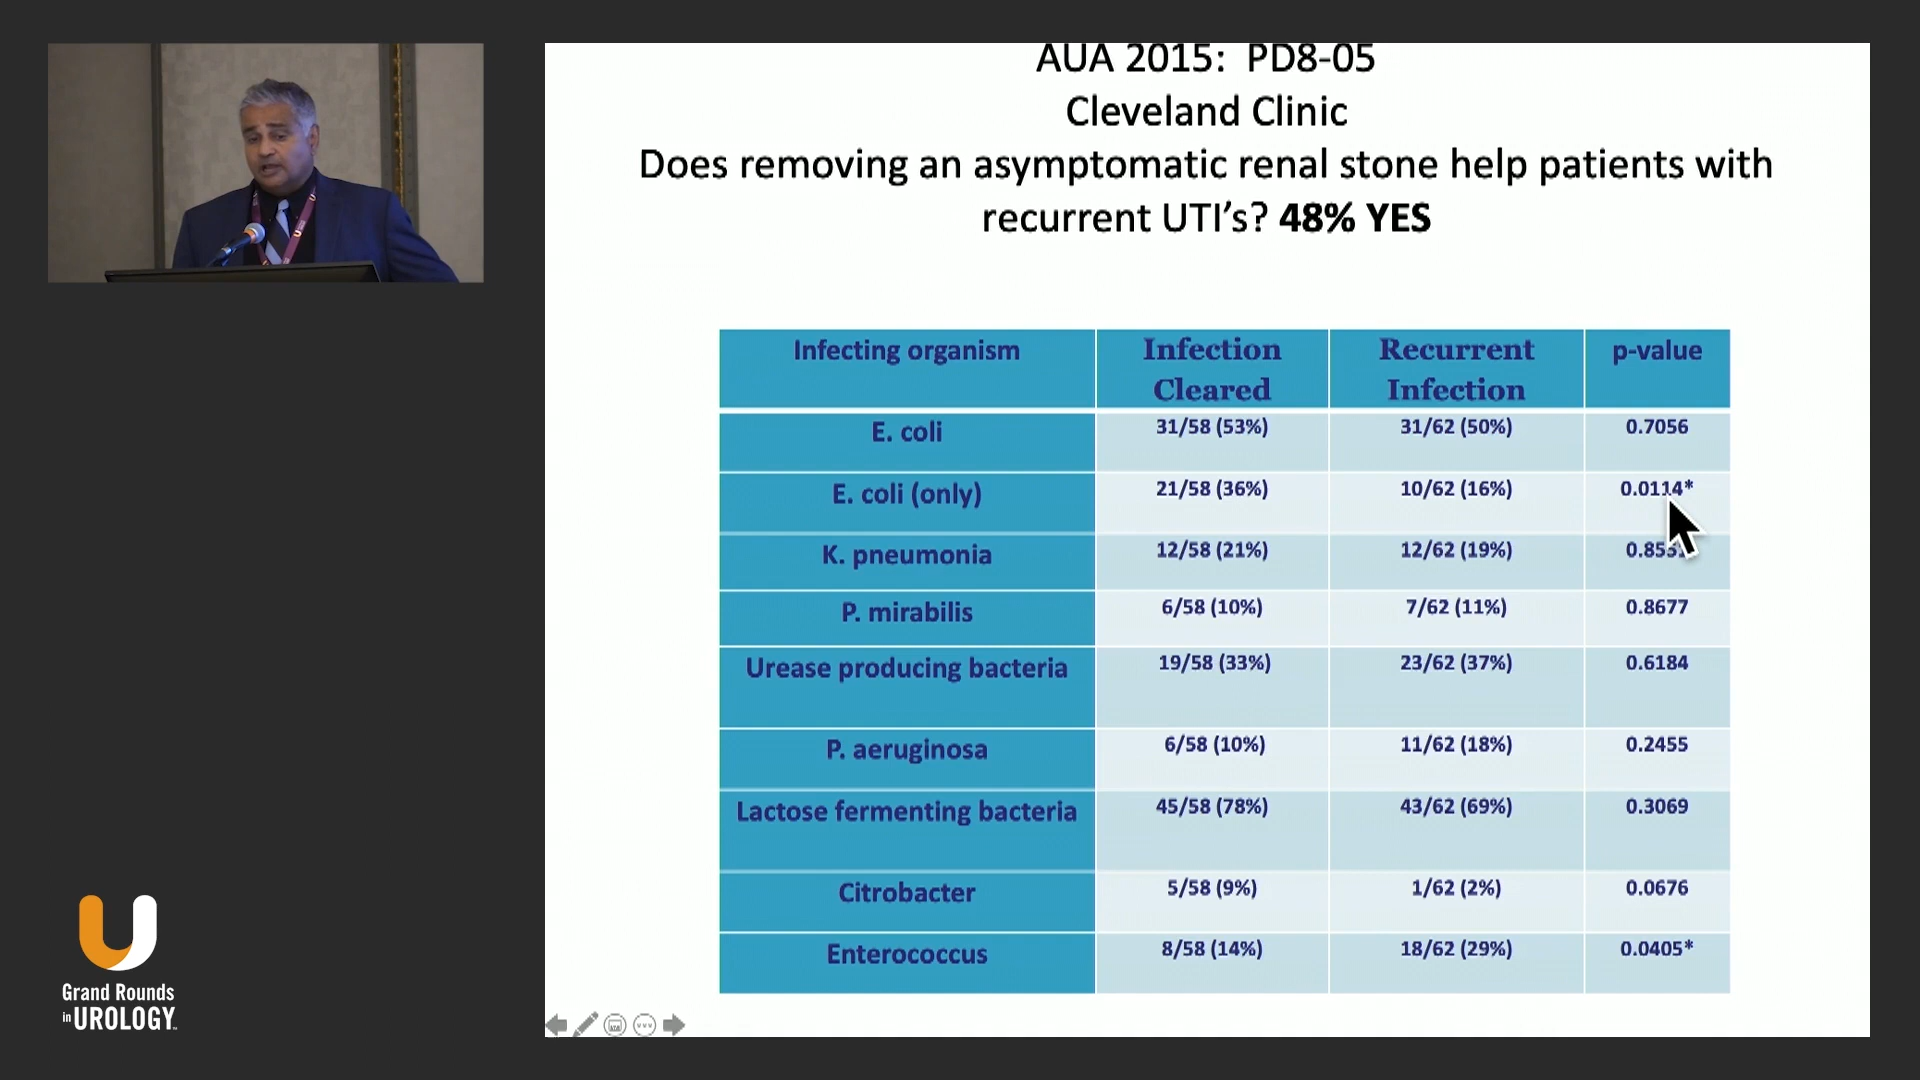 AUA 2015: PD8-05
Cleveland Clinic
Does removing an asymptomatic renal stone help patients with
recurrent UTI's? 48% YES
Infecting organism Infection Cleared Recurrent Infection p-value
E. coli 31/58 (53%) 31/62 (50%) 0.7056
E. coli (only) 21/58 (36%) 10/62 (16%) 0.0114*
K. pneumonia 12/58 (21%) 12/62 (19%)
P. mirabilis 6/58 (10%) 7/62 (11%) 0.8677
Urease producing bacteria 19/58 (33%) 23/62 (37%) 0.6184
P. aeruginosa 6/58 (10%) 11/62 (18%) 0.2455
Lactose fermenting bacteria 45/58 (78%) 43/62 (69%) 0.3069
Citrobacter 5/58 (9%) 1/62 (2%) 0.0676
Enterococcus 8/58 (14%) 18/62 (29%) 0.0405*
Grand Rounds
in UROLOGY